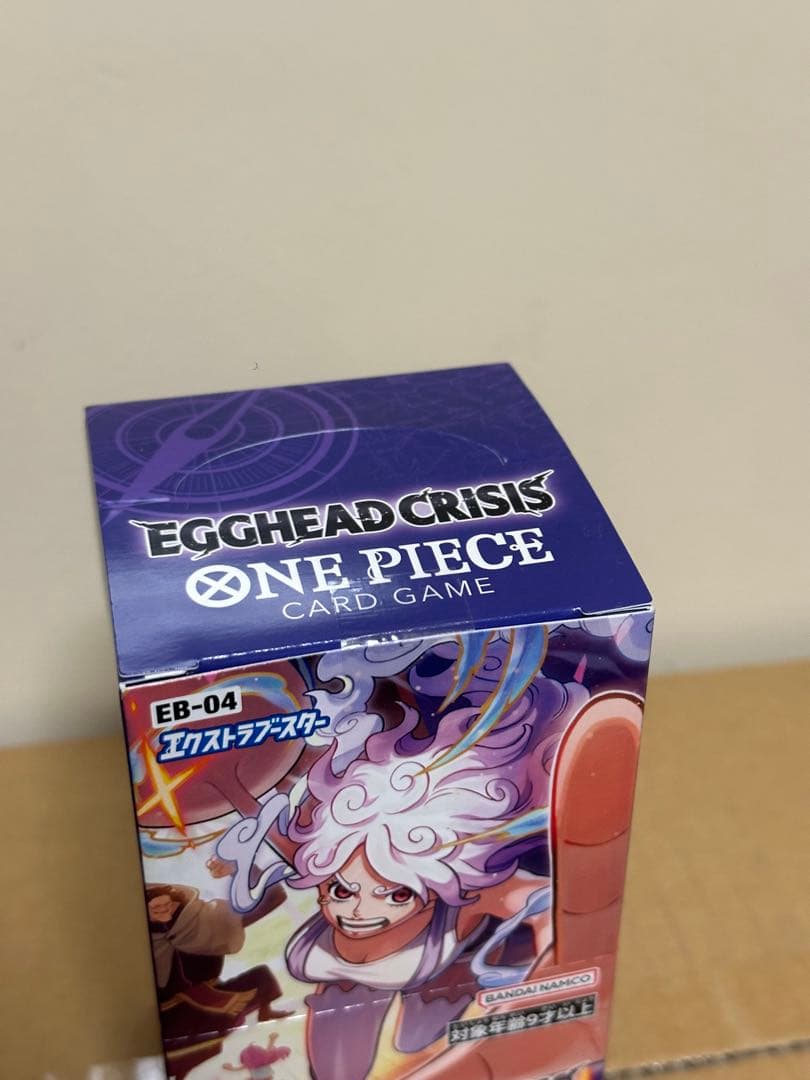 EGGHEAD CRISIS
ONE PIECE
CARD GAME
EB-04
エクストラブースター
BANDAI NAMCO
対象年齢9才以上